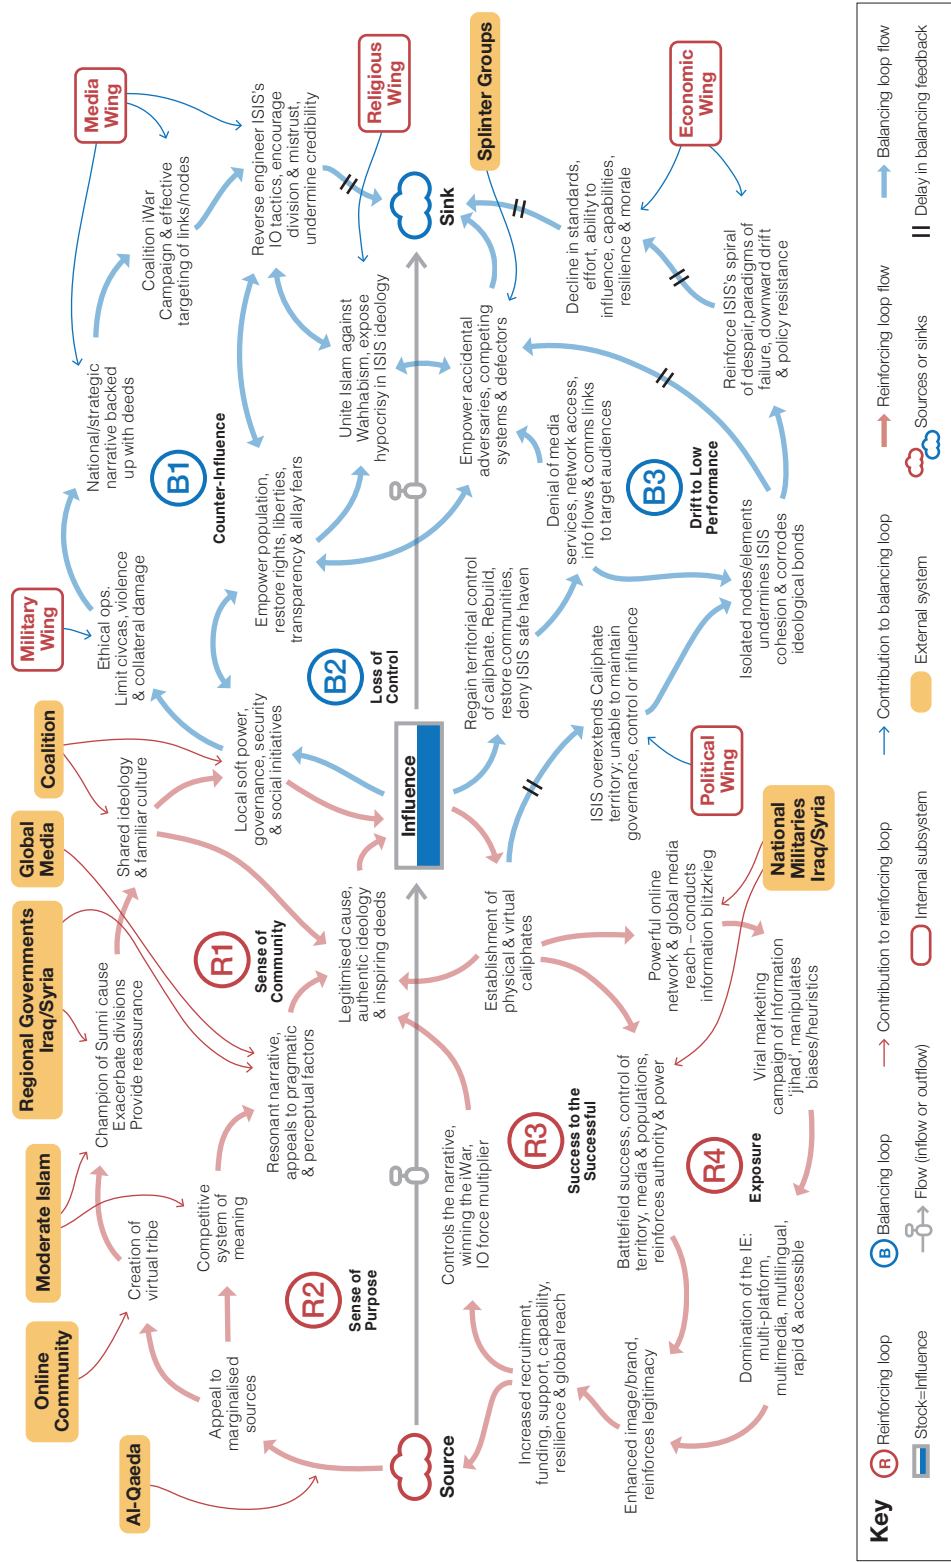 Al-Qaeda
Online
Community
Moderate Islam
Regional Governments
Iraq/Syria
Global
Media
Coalition
Military
Wing
Media
Wing
Appeal to
marginalised
sources
Creation of
virtual tribe
Champion of Sunni cause
Exacerbate divisions
Provide reassurance
Shared ideology
& familiar culture
Ethical ops.
Limit civcas, violence
& collateral damage
National/strategic
narrative backed
up with deeds
Coalition iWar
Campaign & effective
targeting of links/nodes
Competitive
system of
meaning
Resonant narrative,
appeals to pragmatic
& perceptual factors
R1
Sense of
Community
Local soft power,
governance, security
& social initiatives
B1
Counter-Influence
Empower population,
restore rights, liberties,
transparency & allay fears
Reverse engineer ISIS's
IO tactics, encourage
division & mistrust,
undermine credibility
R2
Sense of
Purpose
Legitimised cause,
authentic ideology
& inspiring deeds
B2
Loss of
Control
Unite Islam against
Wahhabism, expose
hypocrisy in ISIS ideology
Religious
Wing
Source
Influence
Sink
Controls the narrative,
winning the iWar,
IO force multiplier
Increased recruitment,
funding, support, capability,
resilience & global reach
Establishment of
physical & virtual
caliphates
Regain territorial control
of caliphate. Rebuild,
restore communities,
deny ISIS safe haven
Empower accidental
adversaries, competing
systems & defectors
Splinter Groups
R3
Success to the
Successful
Denial of media
services, network access,
info flows & comms links
to target audiences
Decline in standards,
effort, ability to
influence, capabilities,
resilience & morale
Enhanced image/brand,
reinforces legitimacy
Battlefield success, control of
territory, media & populations,
reinforces authority & power
Powerful online
network & global media
reach – conducts
information blitzkrieg
ISIS overextends Caliphate
territory; unable to maintain
governance, control or influence
B3
Drift to Low
Performance
Economic
Wing
R4
Exposure
Political
Wing
Domination of the IE:
multi-platform,
multimedia, multilingual,
rapid & accessible
Viral marketing
campaign of Information
'jihad', manipulates
biases/heuristics
National
Militaries
Iraq/Syria
Isolated nodes/elements
undermines ISIS
cohesion & corrodes
ideological bonds
Reinforce ISIS's spiral
of despair, paradigms of
failure, downward drift
& policy resistance
Key
R Reinforcing loop
B Balancing loop
Contribution to reinforcing loop
Contribution to balancing loop
Reinforcing loop flow
Balancing loop flow
Stock=Influence
Flow (inflow or outflow)
Internal subsystem
External system
Sources or sinks
Delay in balancing feedback